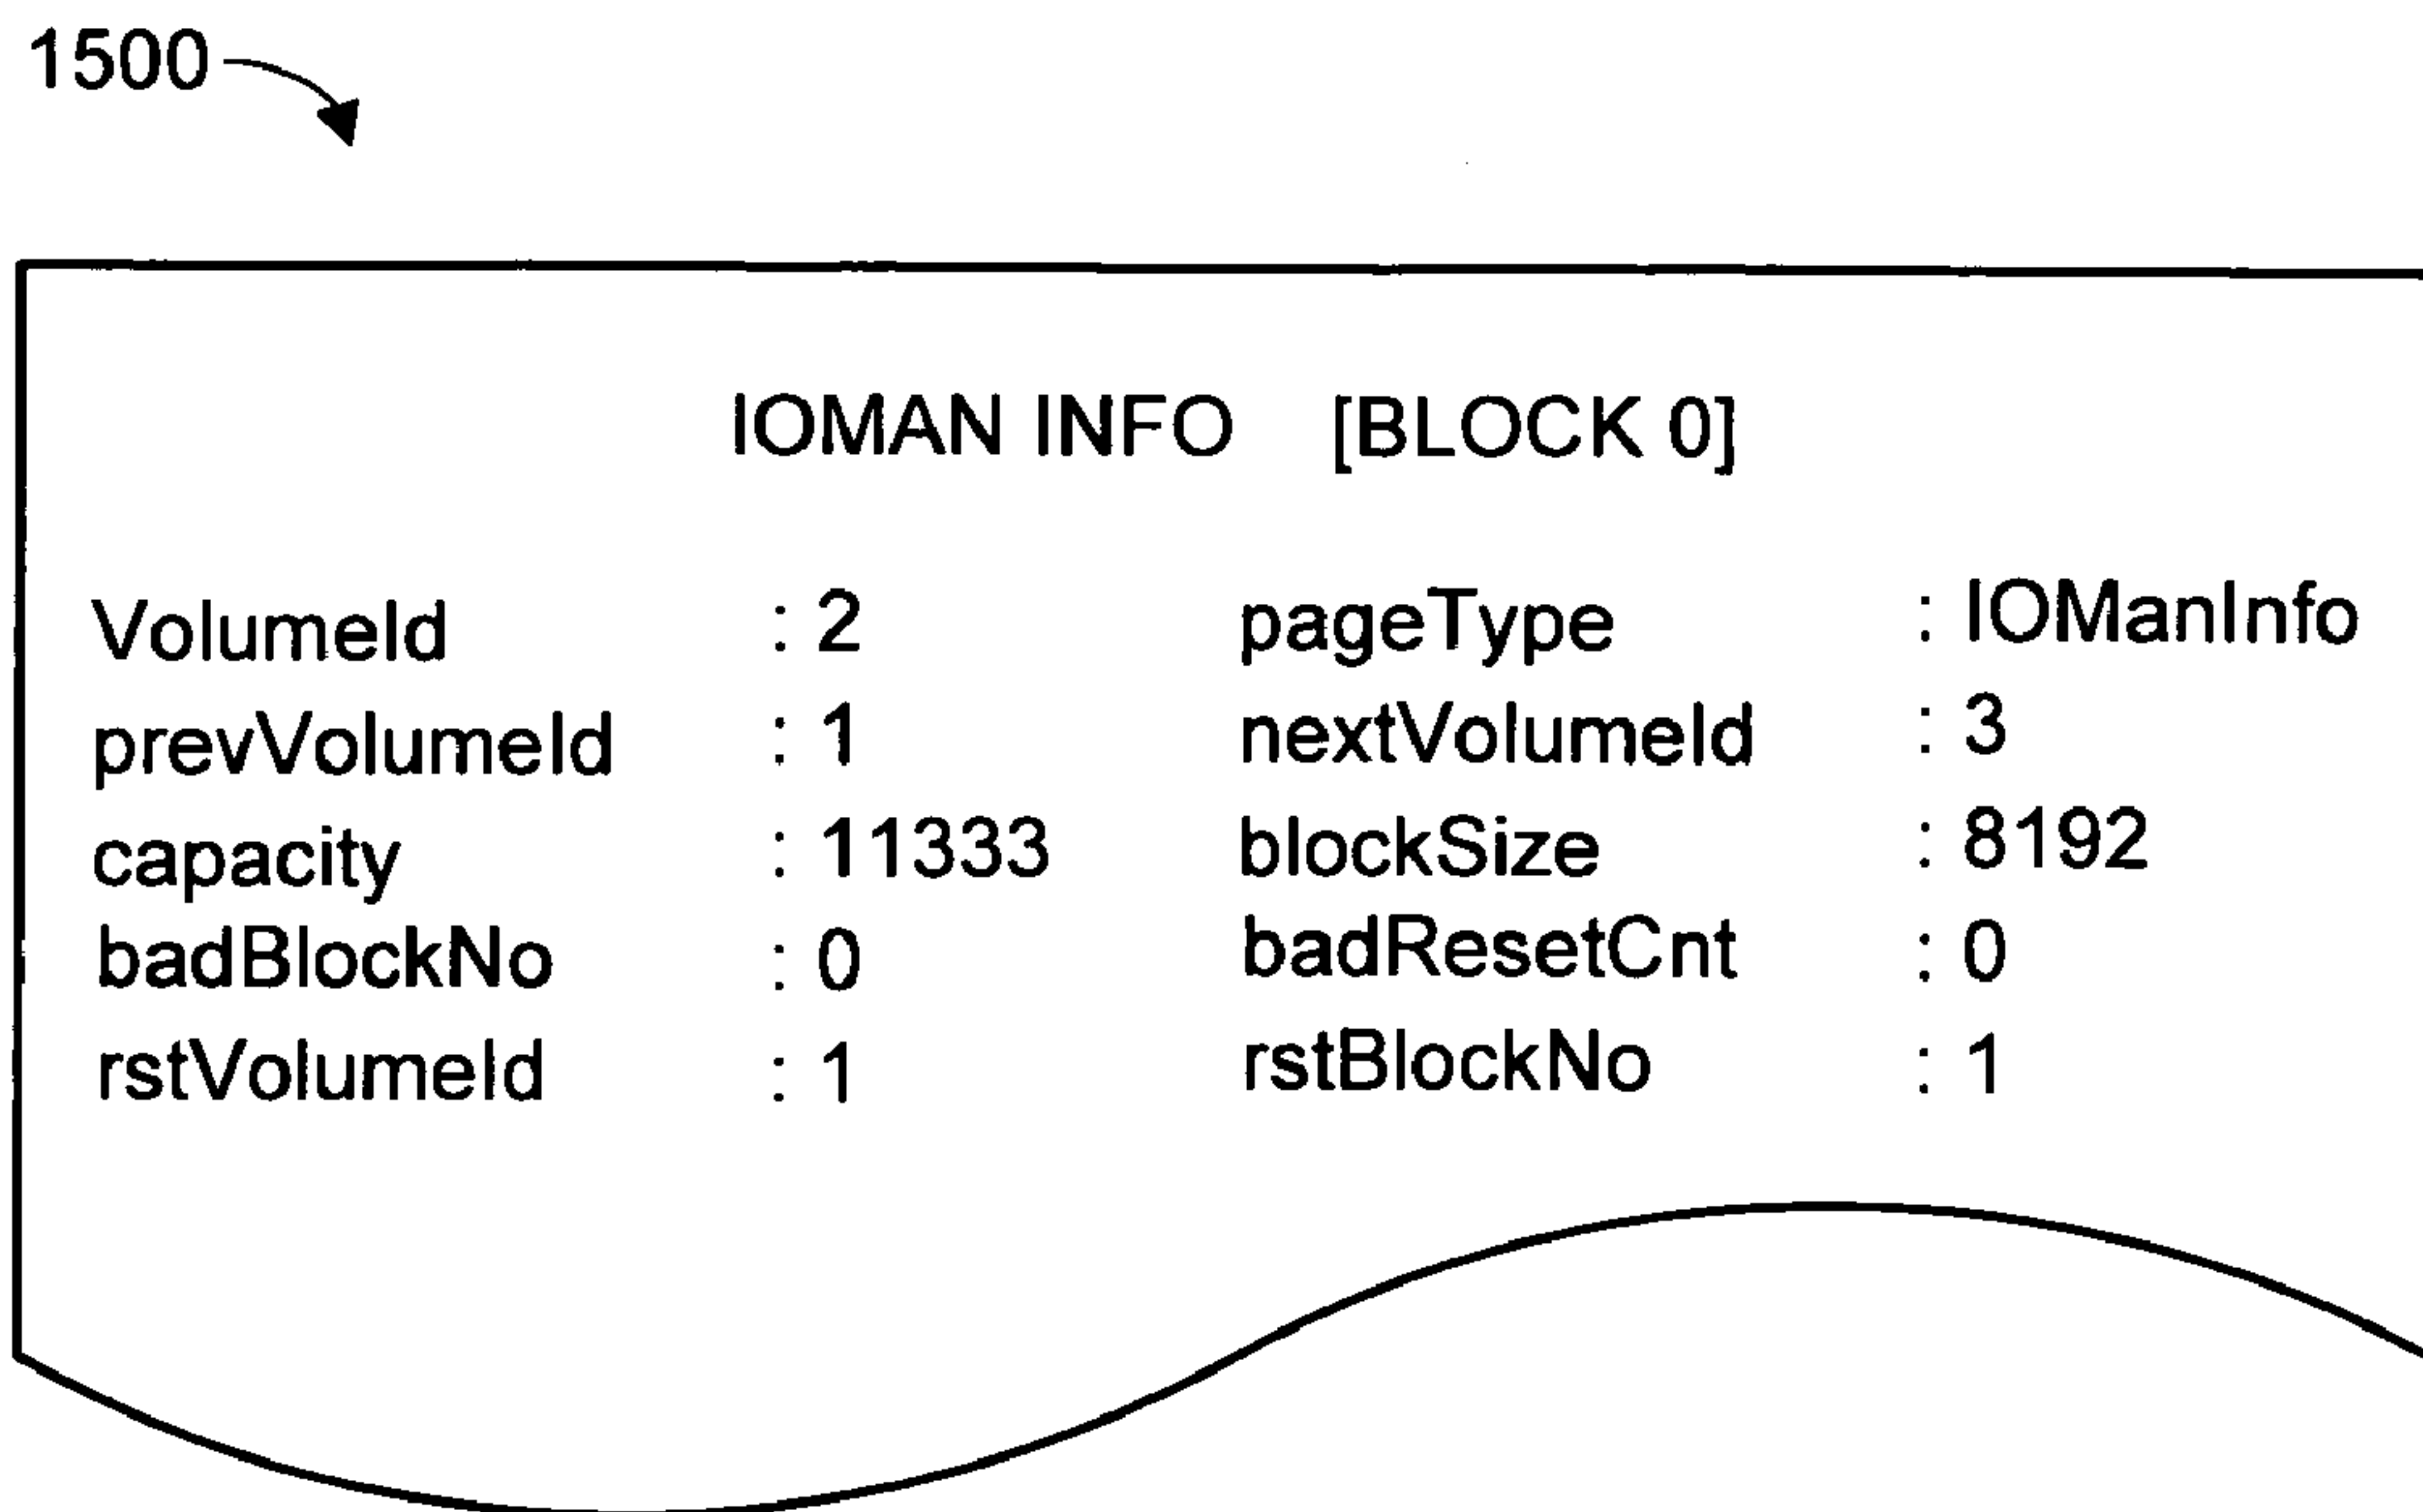 1500
IOMAN INFO [BLOCK 0]
VolumeId : 2 pageType : IOManInfo
prevVolumeId : 1 nextVolumeId : 3
capacity : 11333 blockSize : 8192
badBlockNo : 0 badResetCnt : 0
rstVolumeId : 1 rstBlockNo : 1